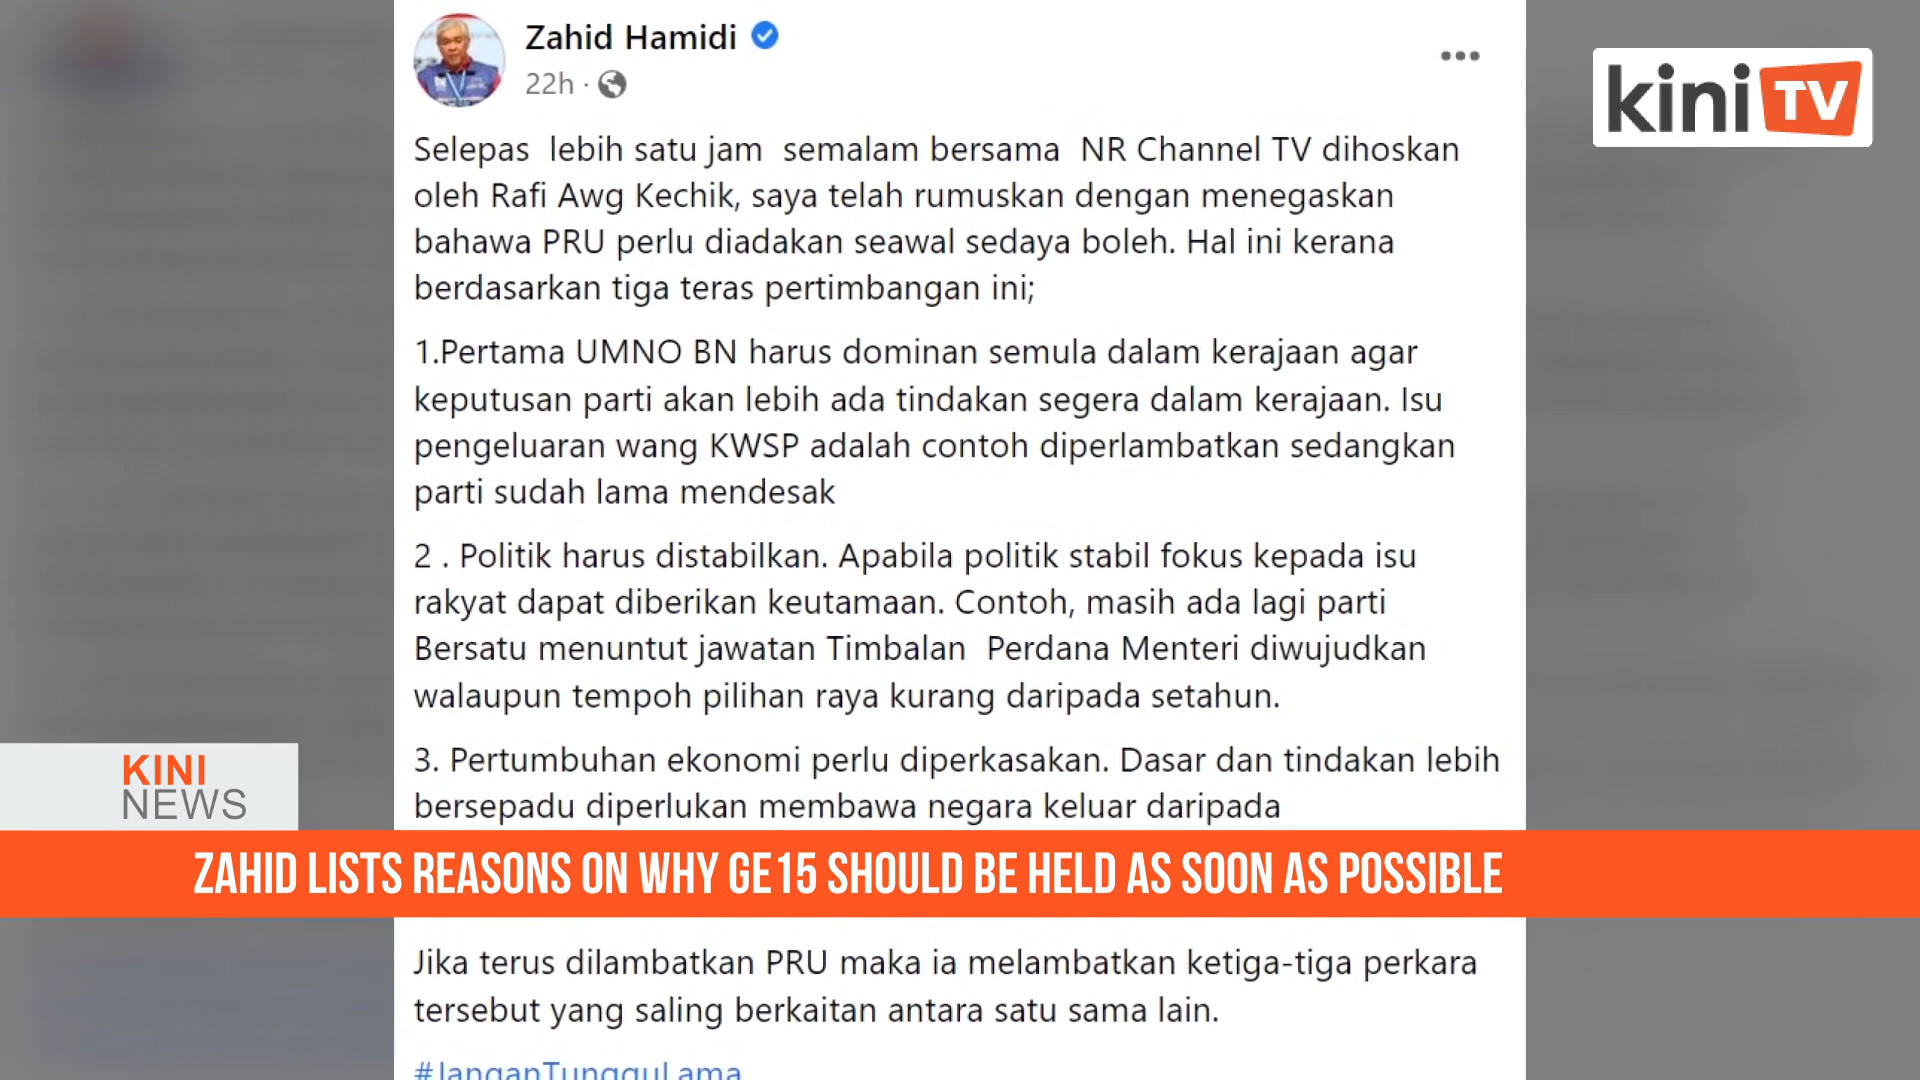 Zahid Hamidi
22h ·
kini TV
Selepas lebih satu jam semalam bersama NR Channel TV dihoskan
oleh Rafi Awg Kechik, saya telah rumuskan dengan menegaskan
bahawa PRU perlu diadakan seawal sedaya boleh. Hal ini kerana
berdasarkan tiga teras pertimbangan ini;
1.Pertama UMNO BN harus dominan semula dalam kerajaan agar
keputusan parti akan lebih ada tindakan segera dalam kerajaan. Isu
pengeluaran wang KWSP adalah contoh diperlambatkan sedangkan
parti sudah lama mendesak
2 . Politik harus distabilkan. Apabila politik stabil fokus kepada isu
rakyat dapat diberikan keutamaan. Contoh, masih ada lagi parti
Bersatu menuntut jawatan Timbalan Perdana Menteri diwujudkan
walaupun tempoh pilihan raya kurang daripada setahun.
3. Pertumbuhan ekonomi perlu diperkasakan. Dasar dan tindakan lebih
bersepadu diperlukan membawa negara keluar daripada
KINI
NEWS
ZAHID LISTS REASONS ON WHY GE15 SHOULD BE HELD AS SOON AS POSSIBLE
Jika terus dilambatkan PRU maka ia melambatkan ketiga-tiga perkara
tersebut yang saling berkaitan antara satu sama lain.
#JanganTungguLama